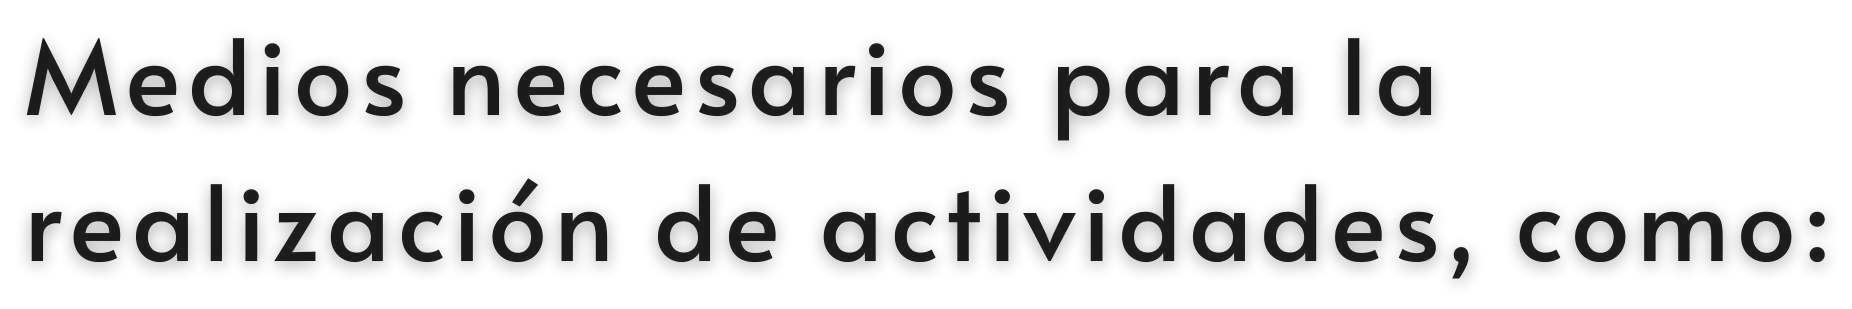 Medios necesarios para la
realización de actividades, como: